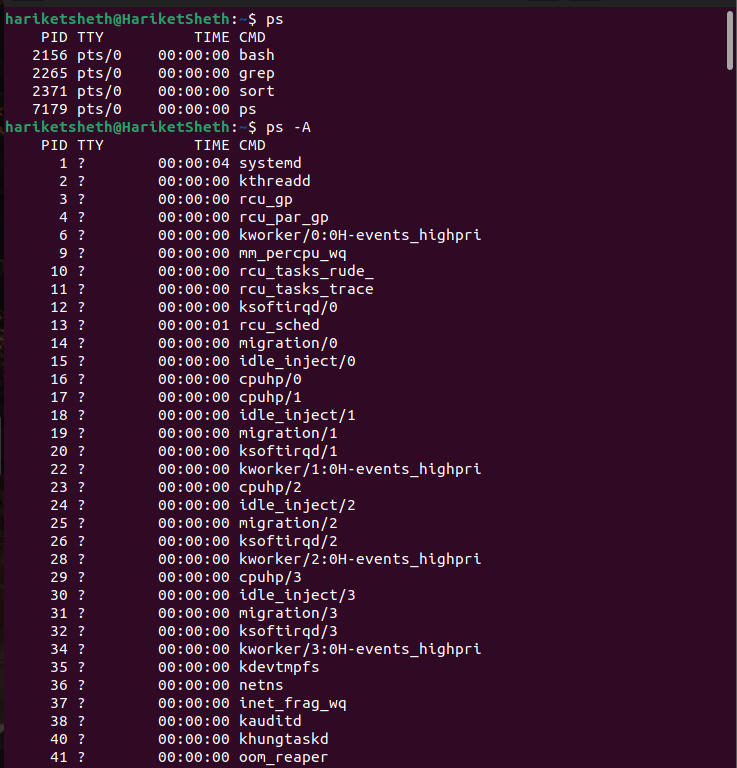 hariketsheth@HariketSheth:~$ ps
    PID TTY          TIME CMD
   2156 pts/0    00:00:00 bash
   2265 pts/0    00:00:00 grep
   2371 pts/0    00:00:00 sort
   7179 pts/0    00:00:00 ps
hariketsheth@HariketSheth:~$ ps -A
    PID TTY          TIME CMD
      1 ?        00:00:04 systemd
      2 ?        00:00:00 kthreadd
      3 ?        00:00:00 rcu_gp
      4 ?        00:00:00 rcu_par_gp
      6 ?        00:00:00 kworker/0:0H-events_highpri
      9 ?        00:00:00 mm_percpu_wq
     10 ?        00:00:00 rcu_tasks_rude_
     11 ?        00:00:00 rcu_tasks_trace
     12 ?        00:00:00 ksoftirqd/0
     13 ?        00:00:01 rcu_sched
     14 ?        00:00:00 migration/0
     15 ?        00:00:00 idle_inject/0
     16 ?        00:00:00 cpuhp/0
     17 ?        00:00:00 cpuhp/1
     18 ?        00:00:00 idle_inject/1
     19 ?        00:00:00 migration/1
     20 ?        00:00:00 ksoftirqd/1
     22 ?        00:00:00 kworker/1:0H-events_highpri
     23 ?        00:00:00 cpuhp/2
     24 ?        00:00:00 idle_inject/2
     25 ?        00:00:00 migration/2
     26 ?        00:00:00 ksoftirqd/2
     28 ?        00:00:00 kworker/2:0H-events_highpri
     29 ?        00:00:00 cpuhp/3
     30 ?        00:00:00 idle_inject/3
     31 ?        00:00:00 migration/3
     32 ?        00:00:00 ksoftirqd/3
     34 ?        00:00:00 kworker/3:0H-events_highpri
     35 ?        00:00:00 kdevtmpfs
     36 ?        00:00:00 netns
     37 ?        00:00:00 inet_frag_wq
     38 ?        00:00:00 kauditd
     40 ?        00:00:00 khungtaskd
     41 ?        00:00:00 oom_reaper